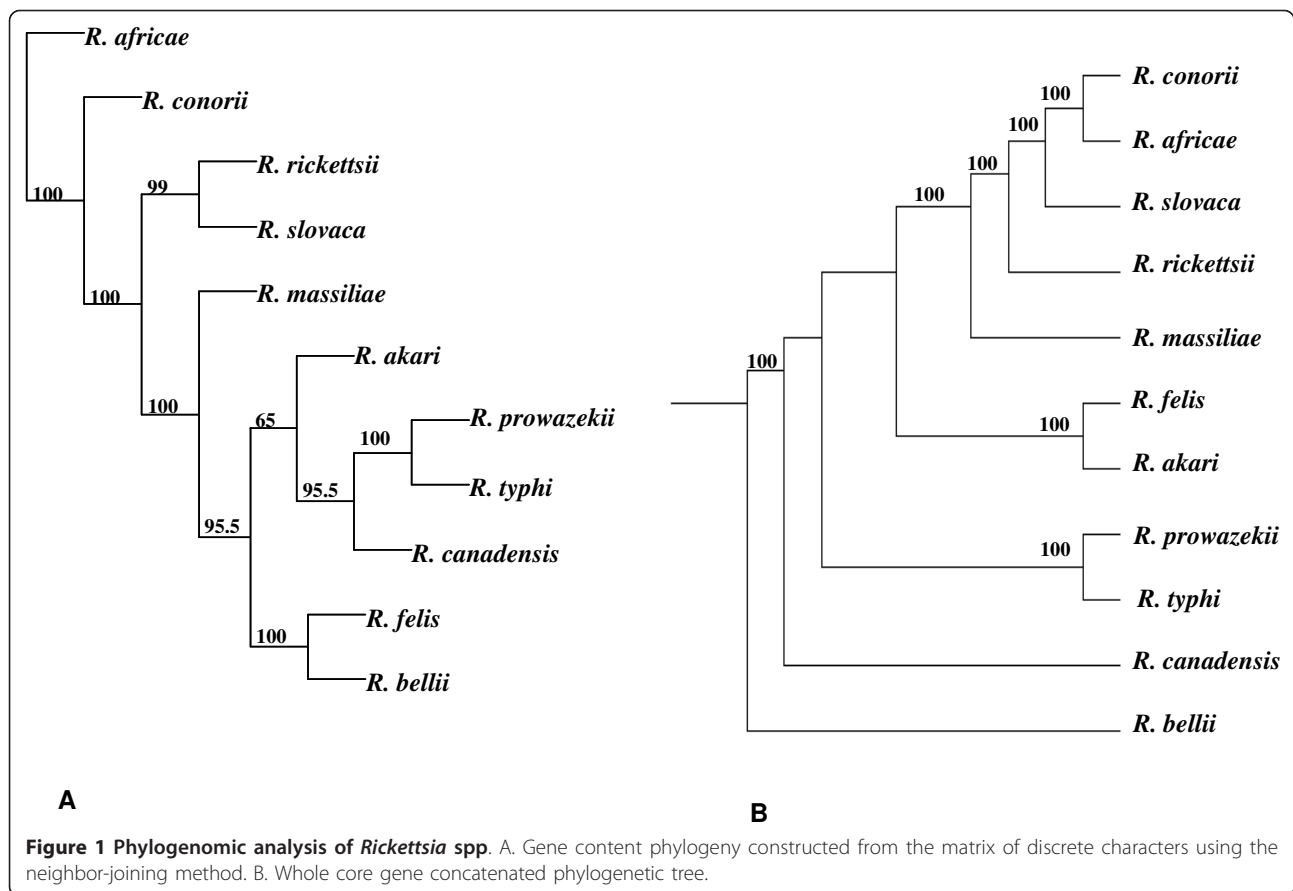 R. africae
R. conorii
R. rickettsii
99
100
R. slovaca
R. massiliae
100
R. akari
R. prowazekii
100
65
100
R. typhi
95.5
95.5
R. canadensis
R. felis
100
R. bellii
A
R. conorii
100
R. africae
100
R. slovaca
100
100
R. rickettsii
R. massiliae
100
R. felis
100
R. akari
R. prowazekii
100
R. typhi
R. canadensis
R. bellii
B
Figure 1 Phylogenomic analysis of Rickettsia spp. A. Gene content phylogeny constructed from the matrix of discrete characters using the
neighbor-joining method. B. Whole core gene concatenated phylogenetic tree.